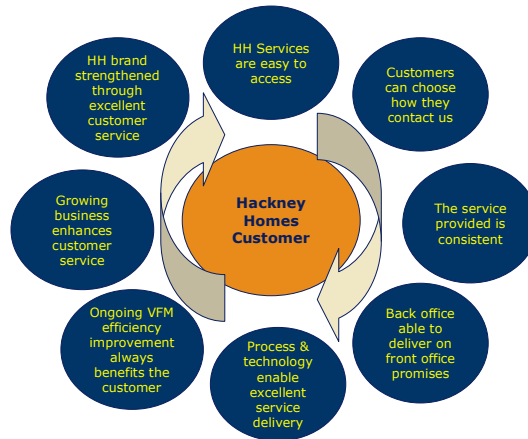 HH Services
are easy to
access
Customers
can choose
how they
contact us
The service
provided is
consistent
Back office
able to
deliver on
front office
promises
Process &
technology
enable
excellent
service
delivery
Ongoing VFM
efficiency
improvement
always
benefits the
customer
Growing
business
enhances
customer
service
HH brand
strengthened
through
excellent
customer
service
Hackney
Homes
Customer